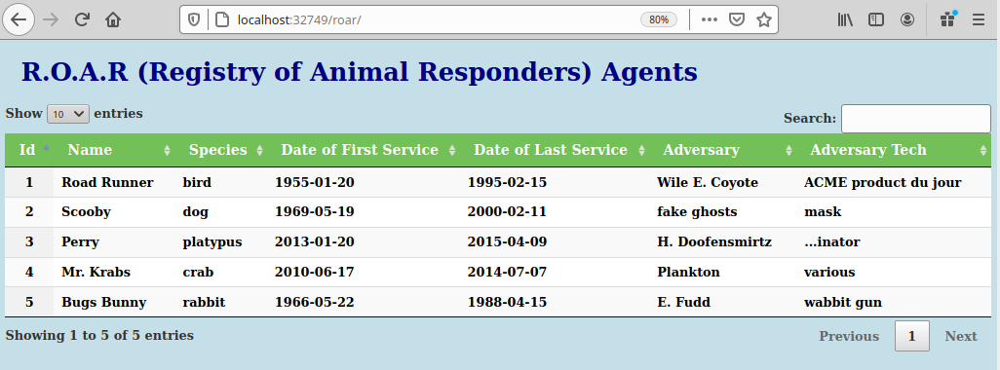 localhost:32749/roar/ 80%
R.O.A.R (Registry of Animal Responders) Agents
Show 10 entries Search:
Id Name Species Date of First Service Date of Last Service Adversary Adversary Tech
1 Road Runner bird 1955-01-20 1995-02-15 Wile E. Coyote ACME product du jour
2 Scooby dog 1969-05-19 2000-02-11 fake ghosts mask
3 Perry platypus 2013-01-20 2015-04-09 H. Doofensmirtz ...inator
4 Mr. Krabs crab 2010-06-17 2014-07-07 Plankton various
5 Bugs Bunny rabbit 1966-05-22 1988-04-15 E. Fudd wabbit gun
Showing 1 to 5 of 5 entries Previous 1 Next